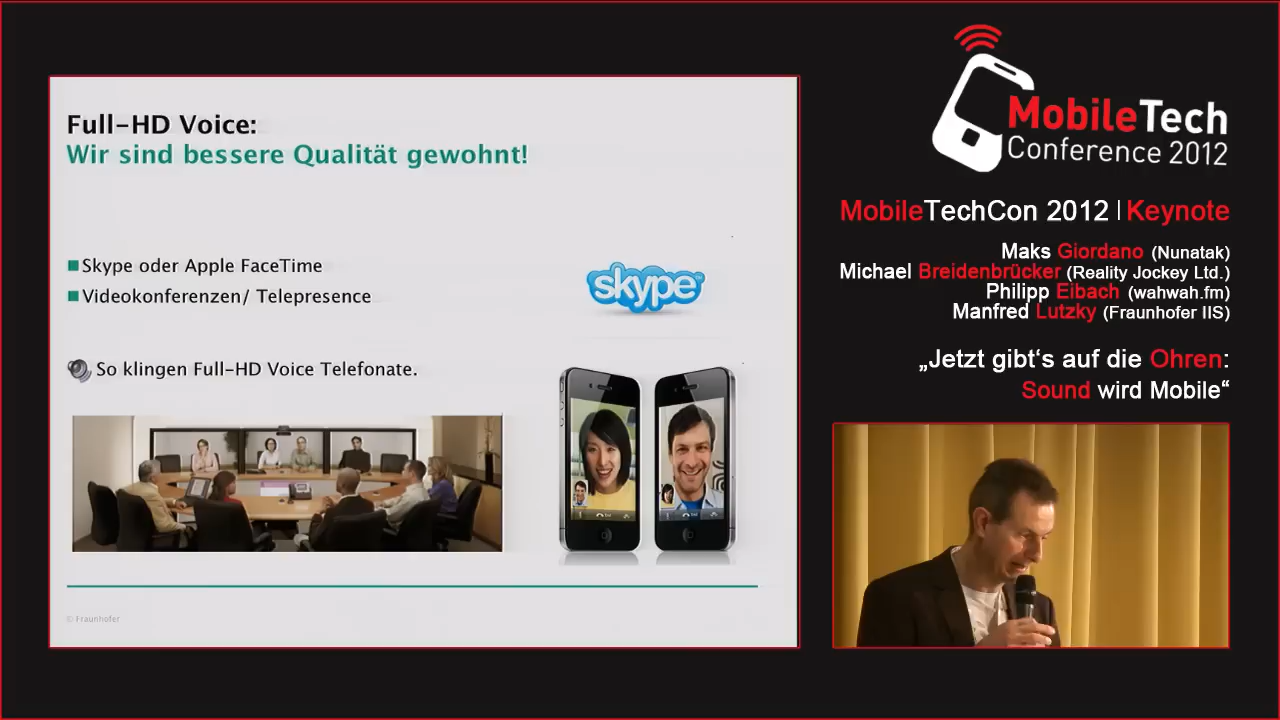 Full-HD Voice:
Wir sind bessere Qualität gewohnt!
Skype oder Apple FaceTime
Videokonferenzen/ Telepresence
So klingen Full-HD Voice Telefonate.
skype
© Fraunhofer
MobileTech
Conference 2012
MobileTechCon 2012 | Keynote
Maks Giordano (Nunatak)
Michael Breidenbrücker (Reality Jockey Ltd.)
Philipp Eibach (wahwah.fm)
Manfred Lutzky (Fraunhofer IIS)
„Jetzt gibt‘s auf die Ohren:
Sound wird Mobile“